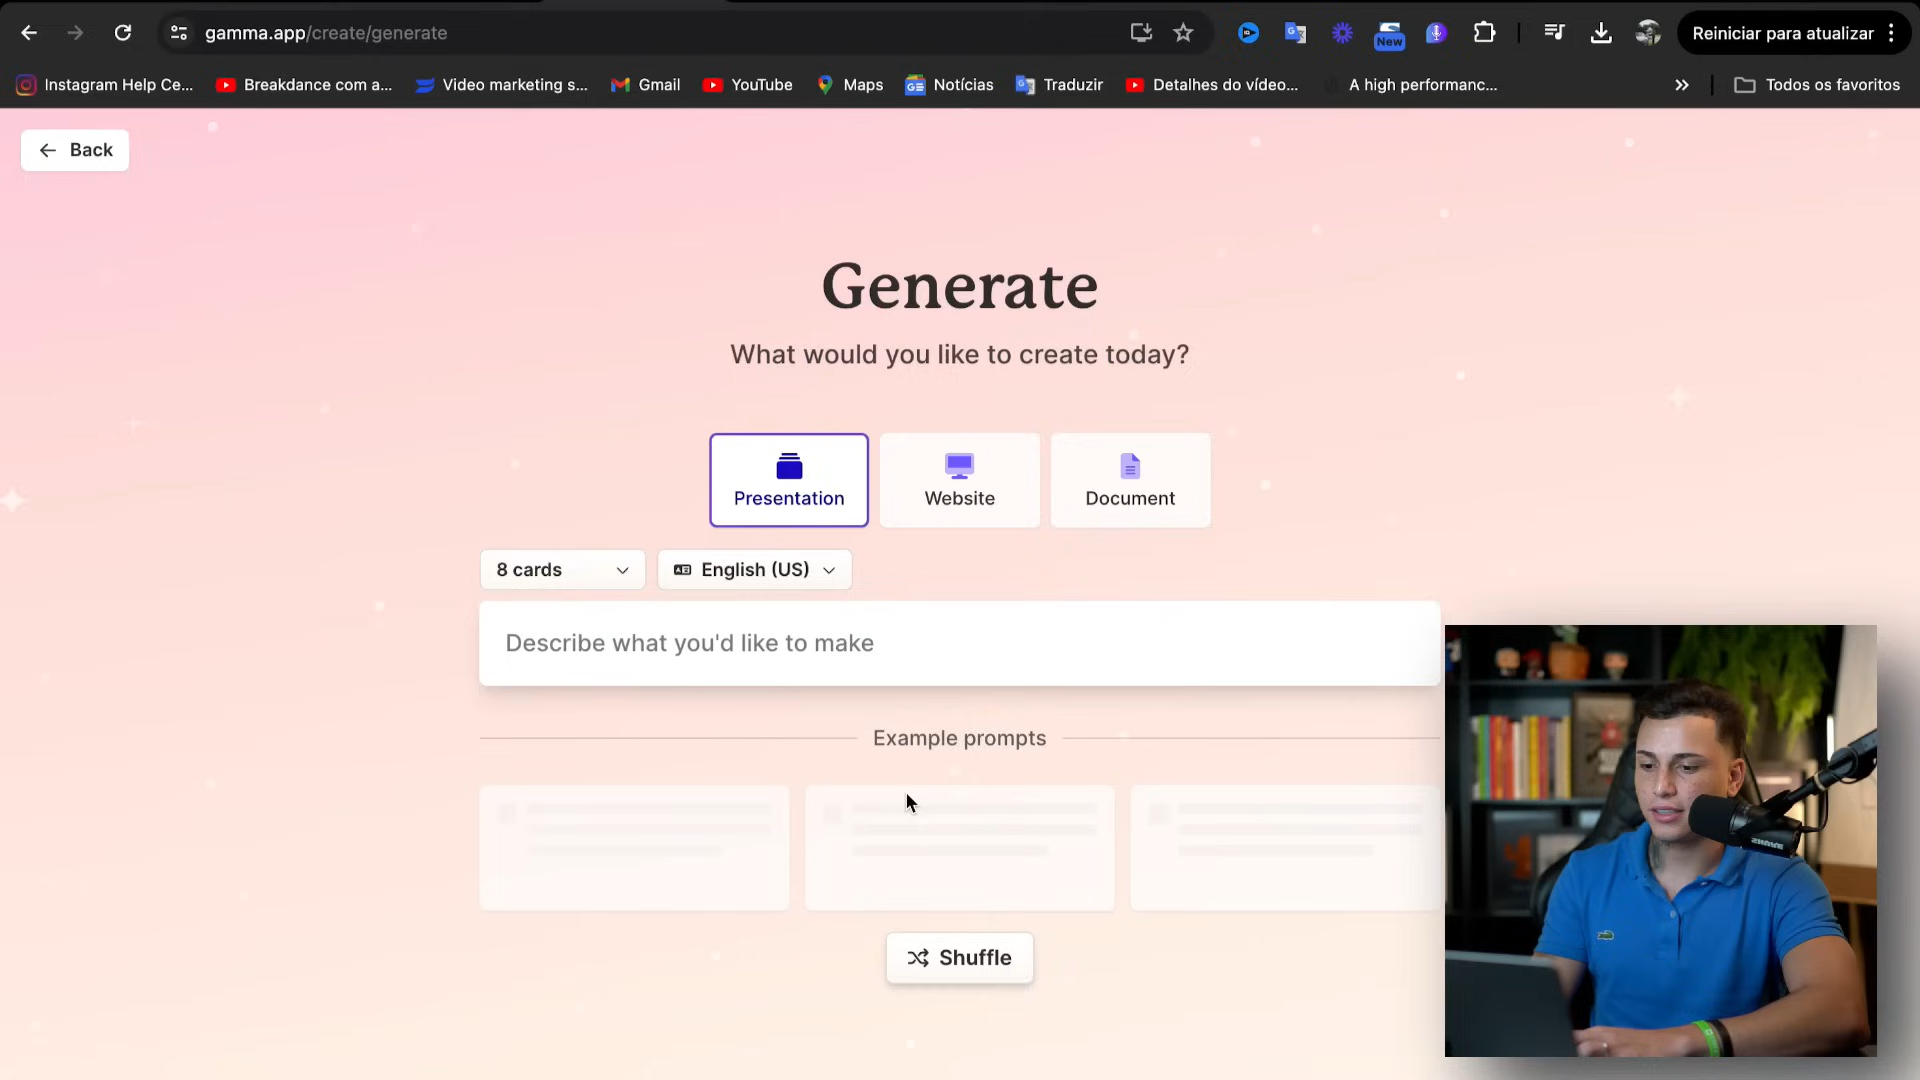 gamma.app/create/generate
New
Reiniciar para atualizar
Instagram Help Ce...
Breakdance com a...
Video marketing s...
Gmail
YouTube
Maps
Notícias
Traduzir
Detalhes do vídeo...
A high performanc...
Todos os favoritos
Back
Generate
What would you like to create today?
Presentation
Website
Document
8 cards
English (US)
Describe what you'd like to make
Example prompts
Shuffle
SHURE